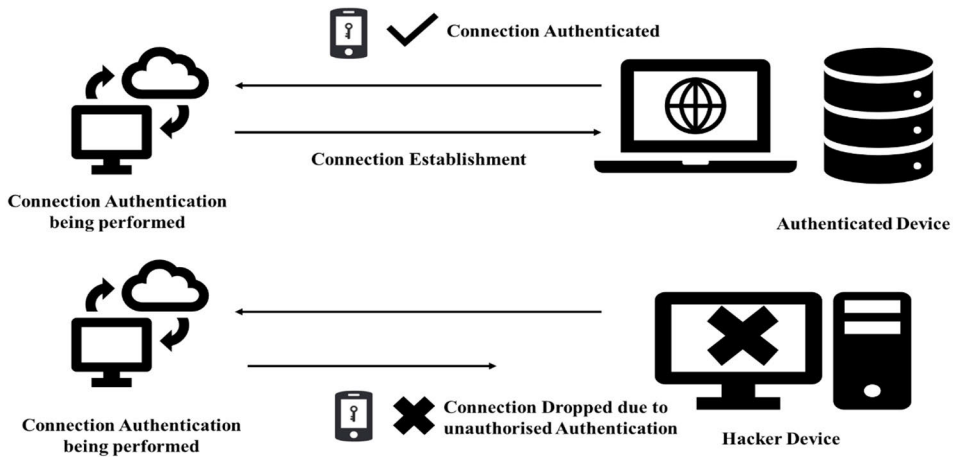 Connection Authenticated
Connection Establishment
Connection Authentication
being performed
Authenticated Device
Connection Dropped due to
unauthorised Authentication
Connection Authentication
being performed
Hacker Device